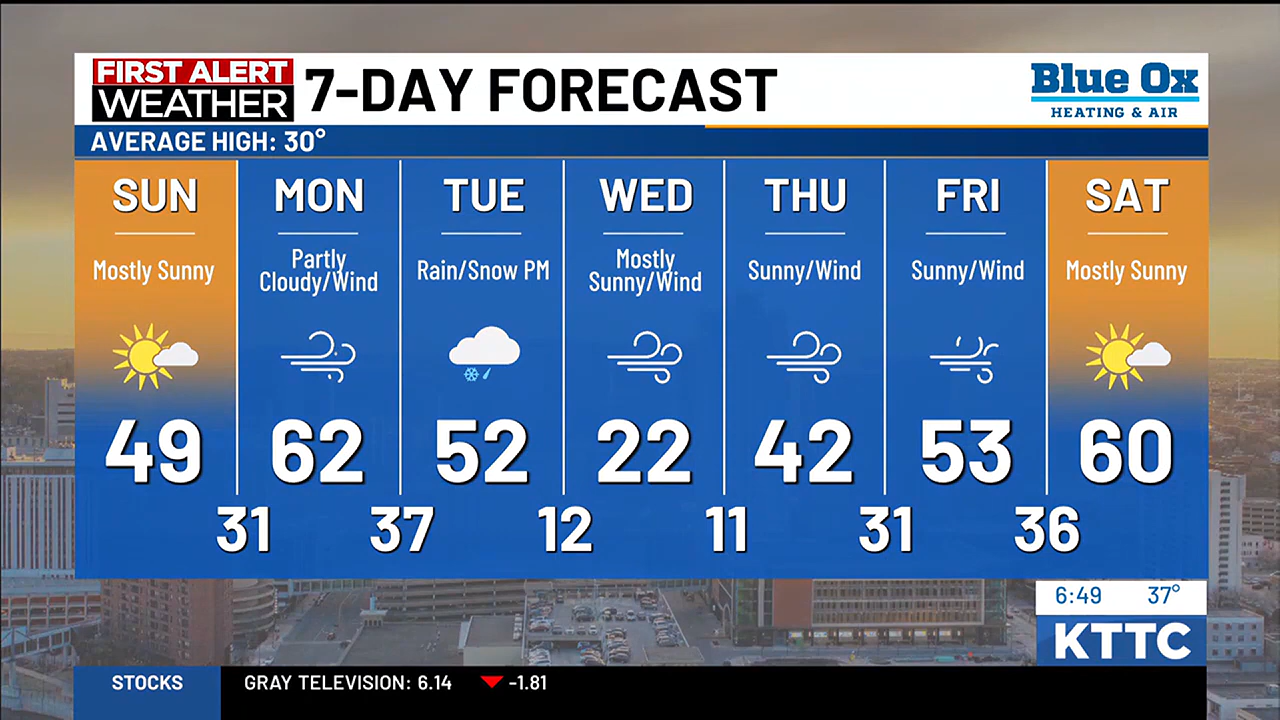 FIRST ALERT
WEATHER
7-DAY FORECAST
Blue Ox
HEATING & AIR
AVERAGE HIGH: 30°
SUN MON TUE WED THU FRI SAT
Mostly Sunny
Partly
Cloudy/Wind
Rain/Snow PM
Mostly
Sunny/Wind
Sunny/Wind
Sunny/Wind
Mostly Sunny
49 62 52 22 42 53 60
31 37 12 11 31 36
6:49 37°
KTTC
STOCKS GRAY TELEVISION: 6.14 -1.81